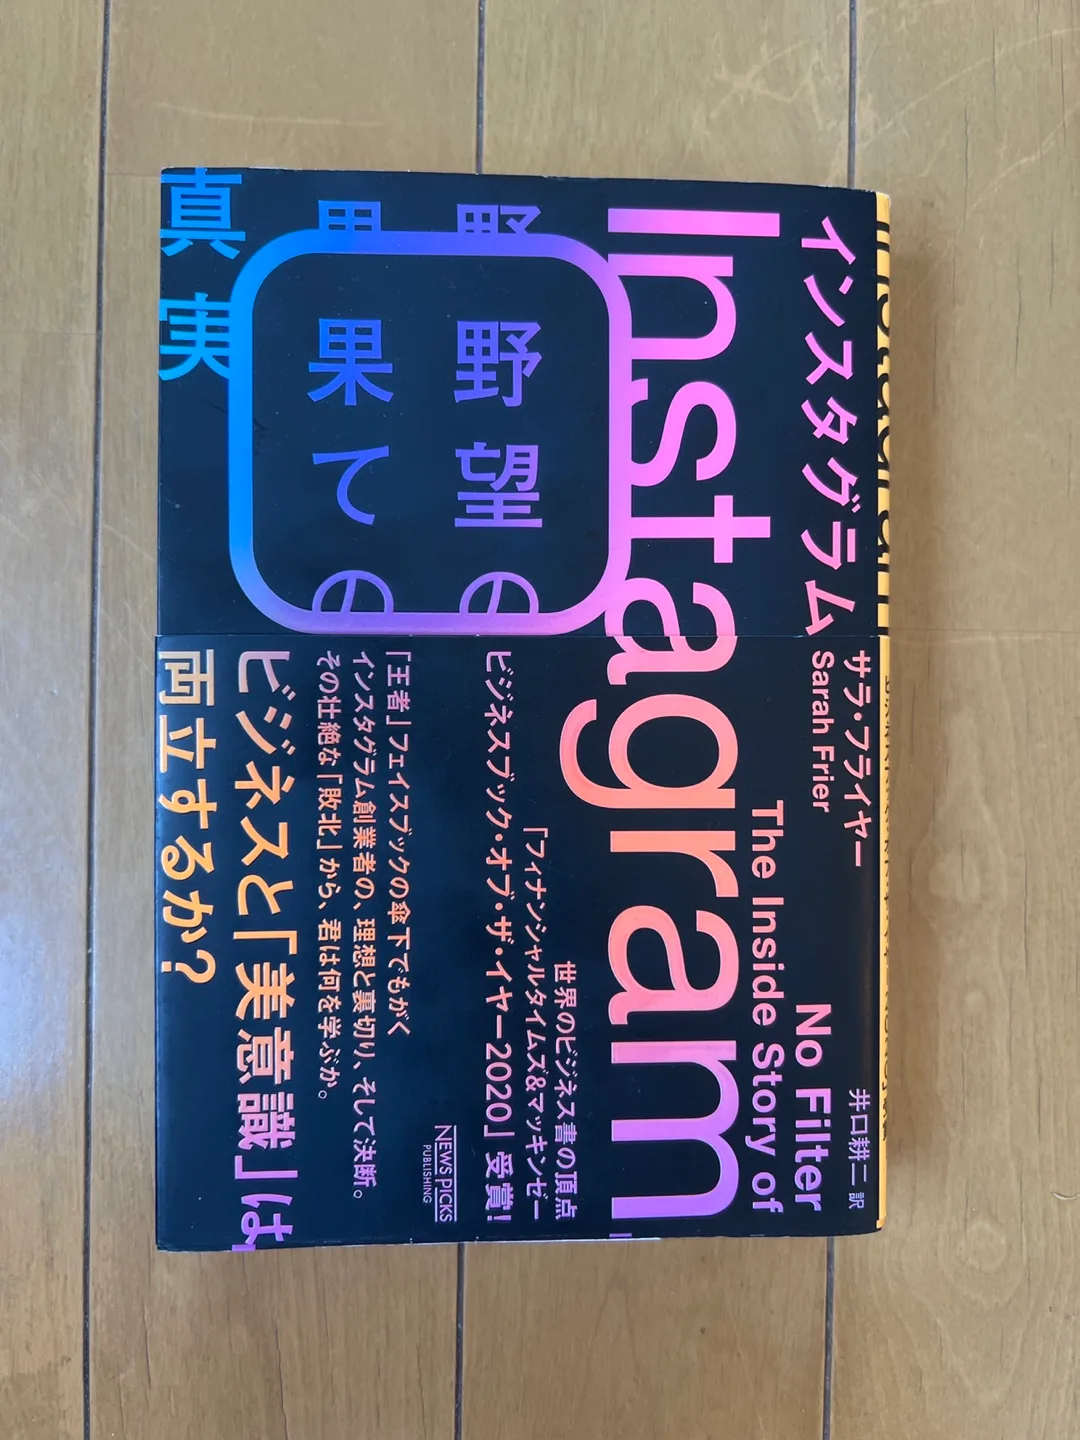 インスタグラム
サラ・フライヤー
Sarah Frier
井口耕二 訳
No Filter
The Inside Story of
Instagram
野望の
果ての
真実
世界のビジネス書の頂点
「フィナンシャルタイムズ&マッキンゼー
ビジネスブック・オブ・ザ・イヤー2020」受賞!
「王者」フェイスブックの傘下でもがく
インスタグラム創業者の、理想と裏切り、そして決断。
その壮絶な「敗北」から、君は何を学ぶか。
NEWSPICKS
PUBLISHING
ビジネスと「美意識」は、
両立するか?